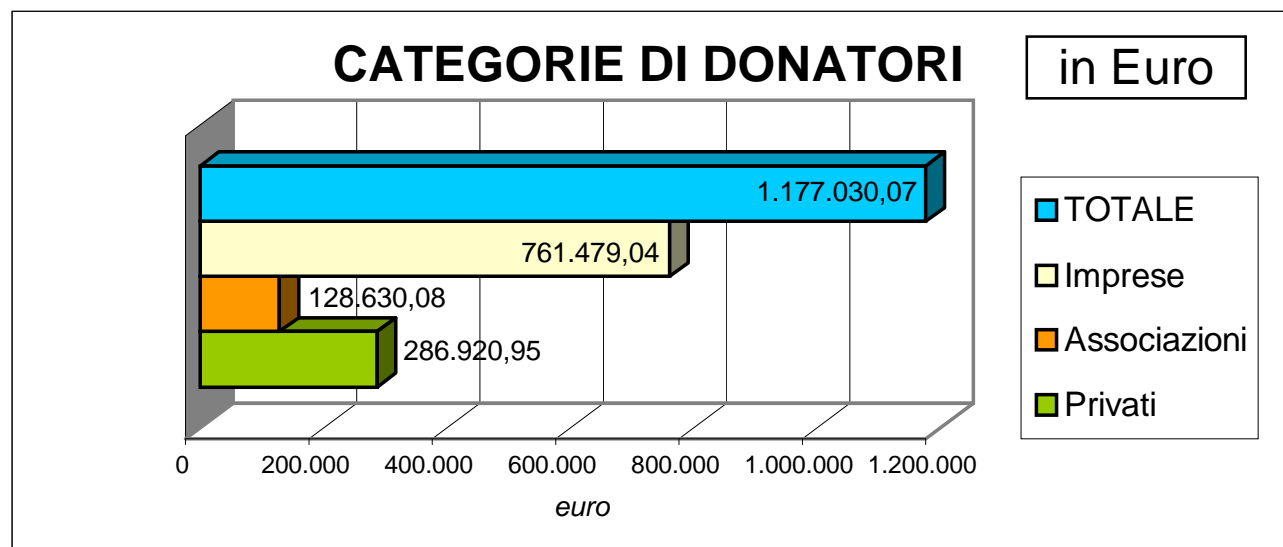 CATEGORIE DI DONATORI
in Euro
1.177.030,07
761.479,04
128.630,08
286.920,95
TOTALE
Imprese
Associazioni
Privati
0 200.000 400.000 600.000 800.000 1.000.000 1.200.000
euro